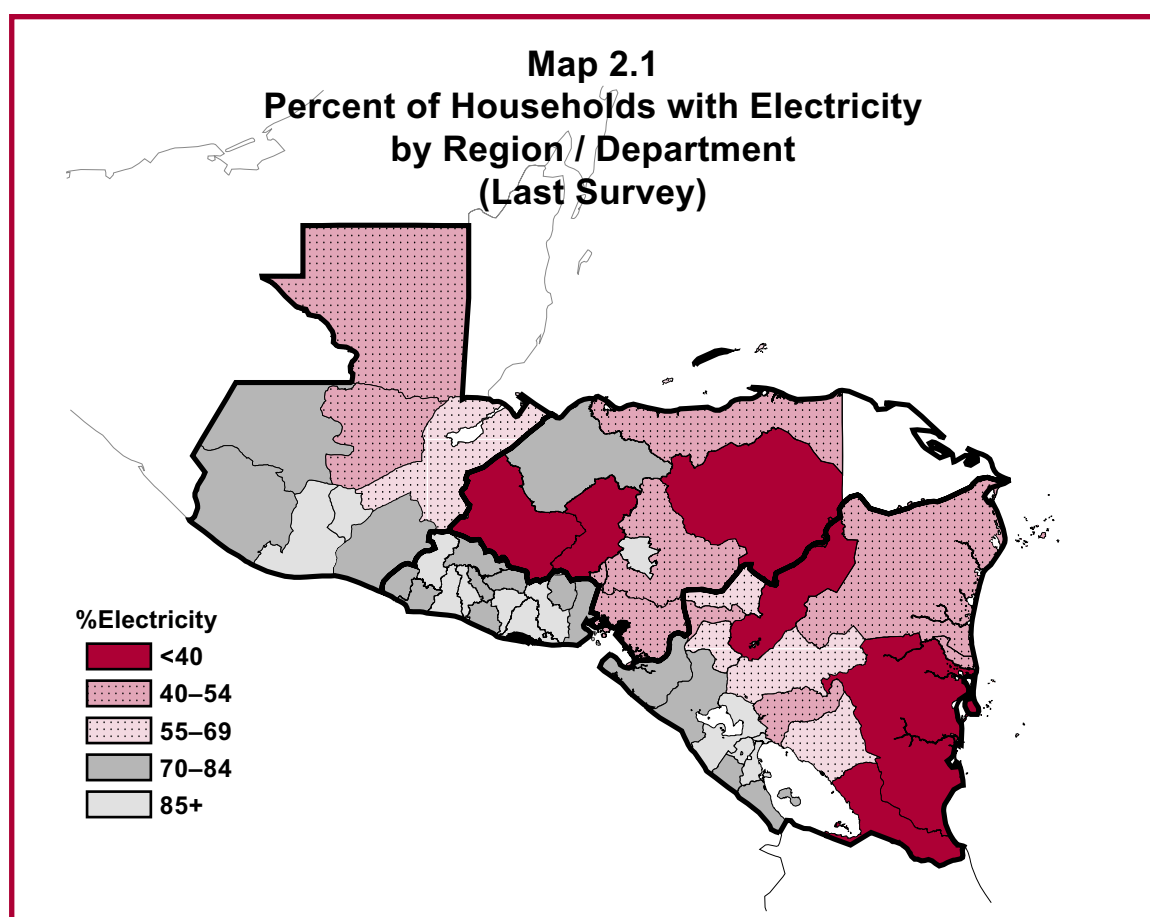 Map 2.1
Percent of Households with Electricity
by Region / Department
(Last Survey)
%Electricity
<40
40–54
55–69
70–84
85+